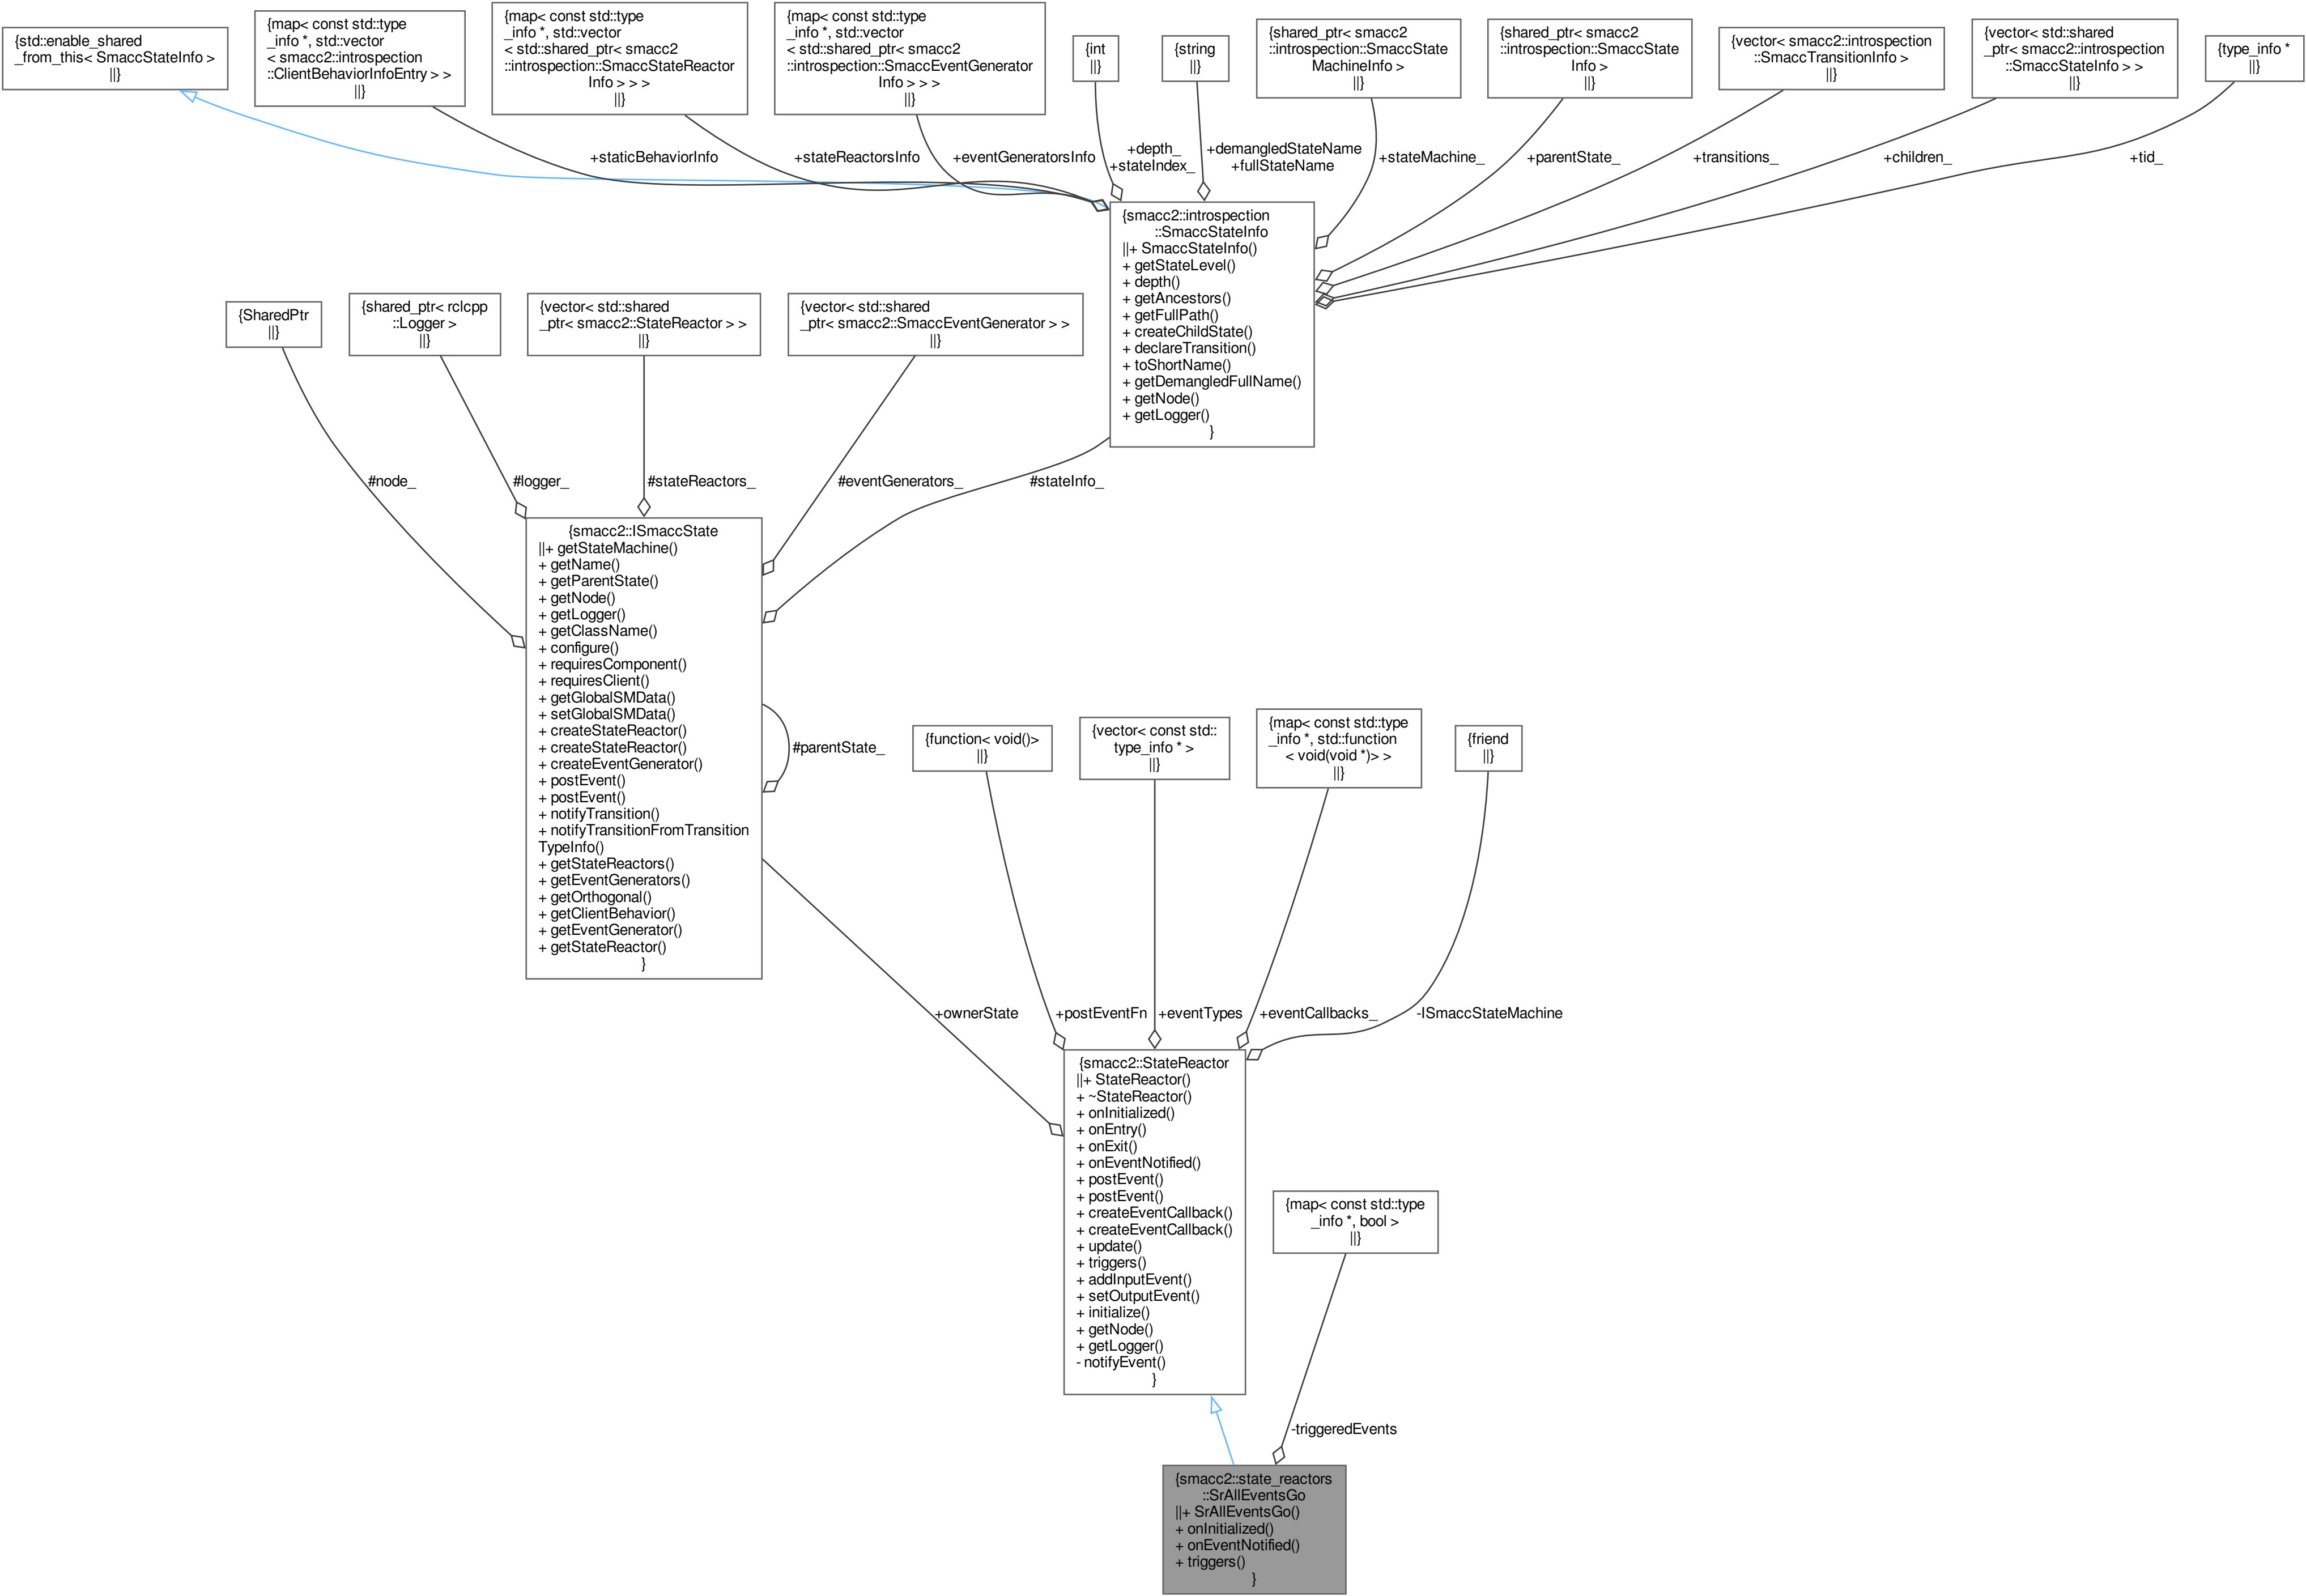 {std::enable_shared
_from_this< SmaccStateInfo >
||}
{map< const std::type
_info *, std::vector
< smacc2::introspection
::ClientBehaviorInfoEntry > >
||}
{map< const std::type
_info *, std::vector
< std::shared_ptr< smacc2
::introspection::SmaccStateReactor
Info > > >
||}
{map< const std::type
_info *, std::vector
< std::shared_ptr< smacc2
::introspection::SmaccEventGenerator
Info > > >
||}
{int
||}
{string
||}
{shared_ptr< smacc2
::introspection::SmaccState
MachineInfo >
||}
{shared_ptr< smacc2
::introspection::SmaccState
Info >
||}
{vector< smacc2::introspection
::SmaccTransitionInfo >
||}
{vector< std::shared
_ptr< smacc2::introspection
::SmaccStateInfo > >
||}
{type_info *
||}
+staticBehaviorInfo
+stateReactorsInfo
+eventGeneratorsInfo
+depth_
+stateIndex_
+demangledStateName
+fullStateName
+stateMachine_
+parentState_
+transitions_
+children_
+tid_
{smacc2::introspection
::SmaccStateInfo
||+ SmaccStateInfo()
+ getStateLevel()
+ depth()
+ getAncestors()
+ getFullPath()
+ createChildState()
+ declareTransition()
+ toShortName()
+ getDemangledFullName()
+ getNode()
+ getLogger()
}
{SharedPtr
||}
{shared_ptr< rclcpp
::Logger >
||}
{vector< std::shared
_ptr< smacc2::StateReactor > >
||}
{vector< std::shared
_ptr< smacc2::SmaccEventGenerator > >
||}
#node_
#logger_
#stateReactors_
#eventGenerators_
#stateInfo_
{smacc2::ISmaccState
||+ getStateMachine()
+ getName()
+ getParentState()
+ getNode()
+ getLogger()
+ getClassName()
+ configure()
+ requiresComponent()
+ requiresClient()
+ getGlobalSMData()
+ setGlobalSMData()
+ createStateReactor()
+ createStateReactor()
+ createEventGenerator()
+ postEvent()
+ postEvent()
+ notifyTransition()
+ notifyTransitionFromTransition
TypeInfo()
+ getStateReactors()
+ getEventGenerators()
+ getOrthogonal()
+ getClientBehavior()
+ getEventGenerator()
+ getStateReactor()
}
#parentState_
{function< void()>
||}
{vector< const std::
type_info * >
||}
{map< const std::type
_info *, std::function
< void(void *)> >
||}
{friend
||}
+ownerState
+postEventFn
+eventTypes
+eventCallbacks_
-ISmaccStateMachine
{smacc2::StateReactor
||+ StateReactor()
+ ~StateReactor()
+ onInitialized()
+ onEntry()
+ onExit()
+ onEventNotified()
+ postEvent()
+ postEvent()
+ createEventCallback()
+ createEventCallback()
+ update()
+ triggers()
+ addInputEvent()
+ setOutputEvent()
+ initialize()
+ getNode()
+ getLogger()
- notifyEvent()
}
{map< const std::type
_info *, bool >
||}
-triggeredEvents
{smacc2::state_reactors
::SrAllEventsGo
||+ SrAllEventsGo()
+ onInitialized()
+ onEventNotified()
+ triggers()
}